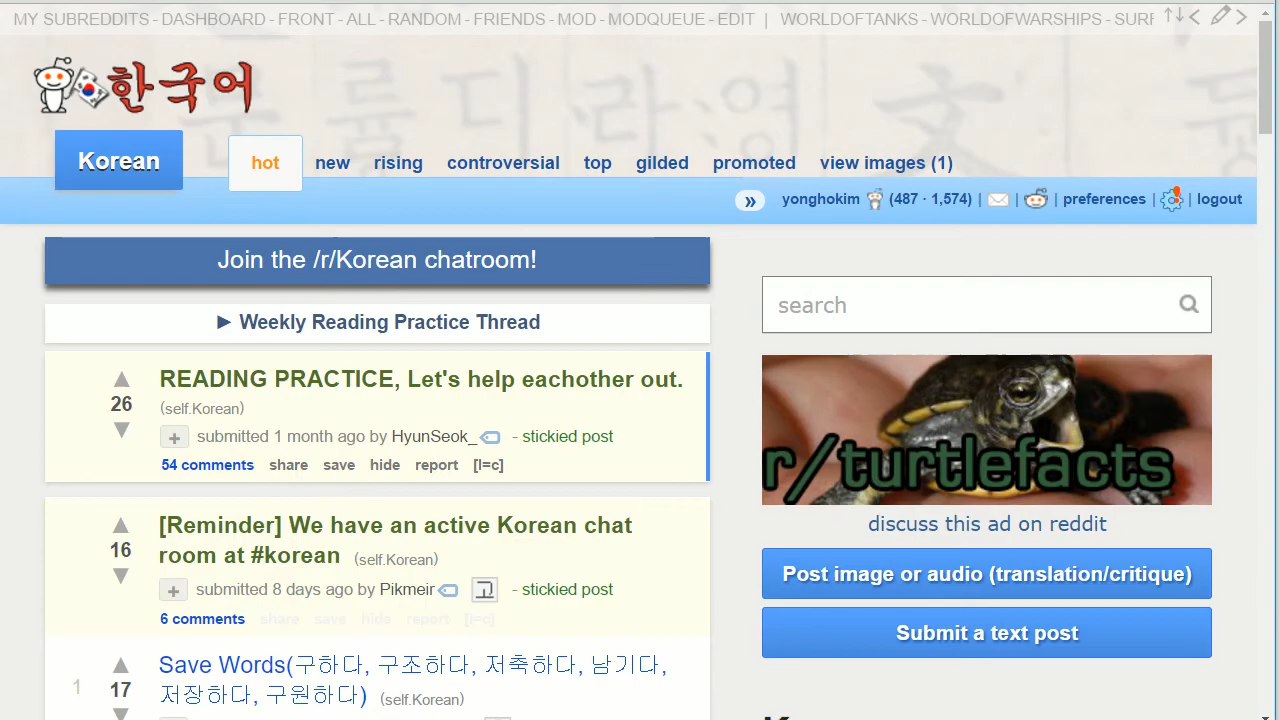 MY SUBREDDITS - DASHBOARD - FRONT - ALL - RANDOM - FRIENDS - MOD - MODQUEUE - EDIT | WORLDOFTANKS - WORLDOFWARSHIPS - SURF
한국어
Korean hot new rising controversial top gilded promoted view images (1)
» yonghokim (487 · 1,574) | | | preferences | | logout
Join the /r/Korean chatroom!
► Weekly Reading Practice Thread
READING PRACTICE, Let's help eachother out.
(self.Korean)
26
submitted 1 month ago by HyunSeok_ - stickied post
54 comments share save hide report [l=c]
[Reminder] We have an active Korean chat
room at #korean (self.Korean)
16
submitted 8 days ago by Pikmeir 고 - stickied post
6 comments share save hide report [l=c]
Save Words(구하다, 구조하다, 저축하다, 남기다,
저장하다, 구원하다) (self.Korean)
1 17
search
r/turtlefacts
discuss this ad on reddit
Post image or audio (translation/critique)
Submit a text post